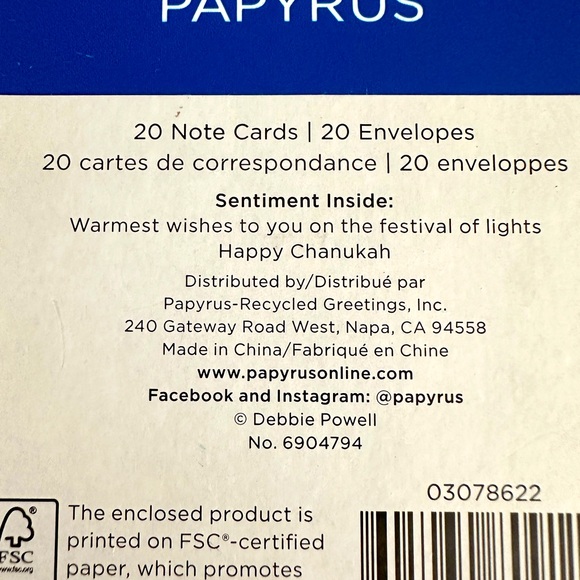 PAPYRUS
20 Note Cards | 20 Envelopes
20 cartes de correspondance | 20 enveloppes
Sentiment Inside:
Warmest wishes to you on the festival of lights
Happy Chanukah
Distributed by/Distribué par
Papyrus-Recycled Greetings, Inc.
240 Gateway Road West, Napa, CA 94558
Made in China/Fabriqué en Chine
www.papyrusonline.com
Facebook and Instagram: @papyrus
© Debbie Powell
No. 6904794
03078622
The enclosed product is
printed on FSC®-certified
paper, which promotes
®
FSC
www.fsc.org